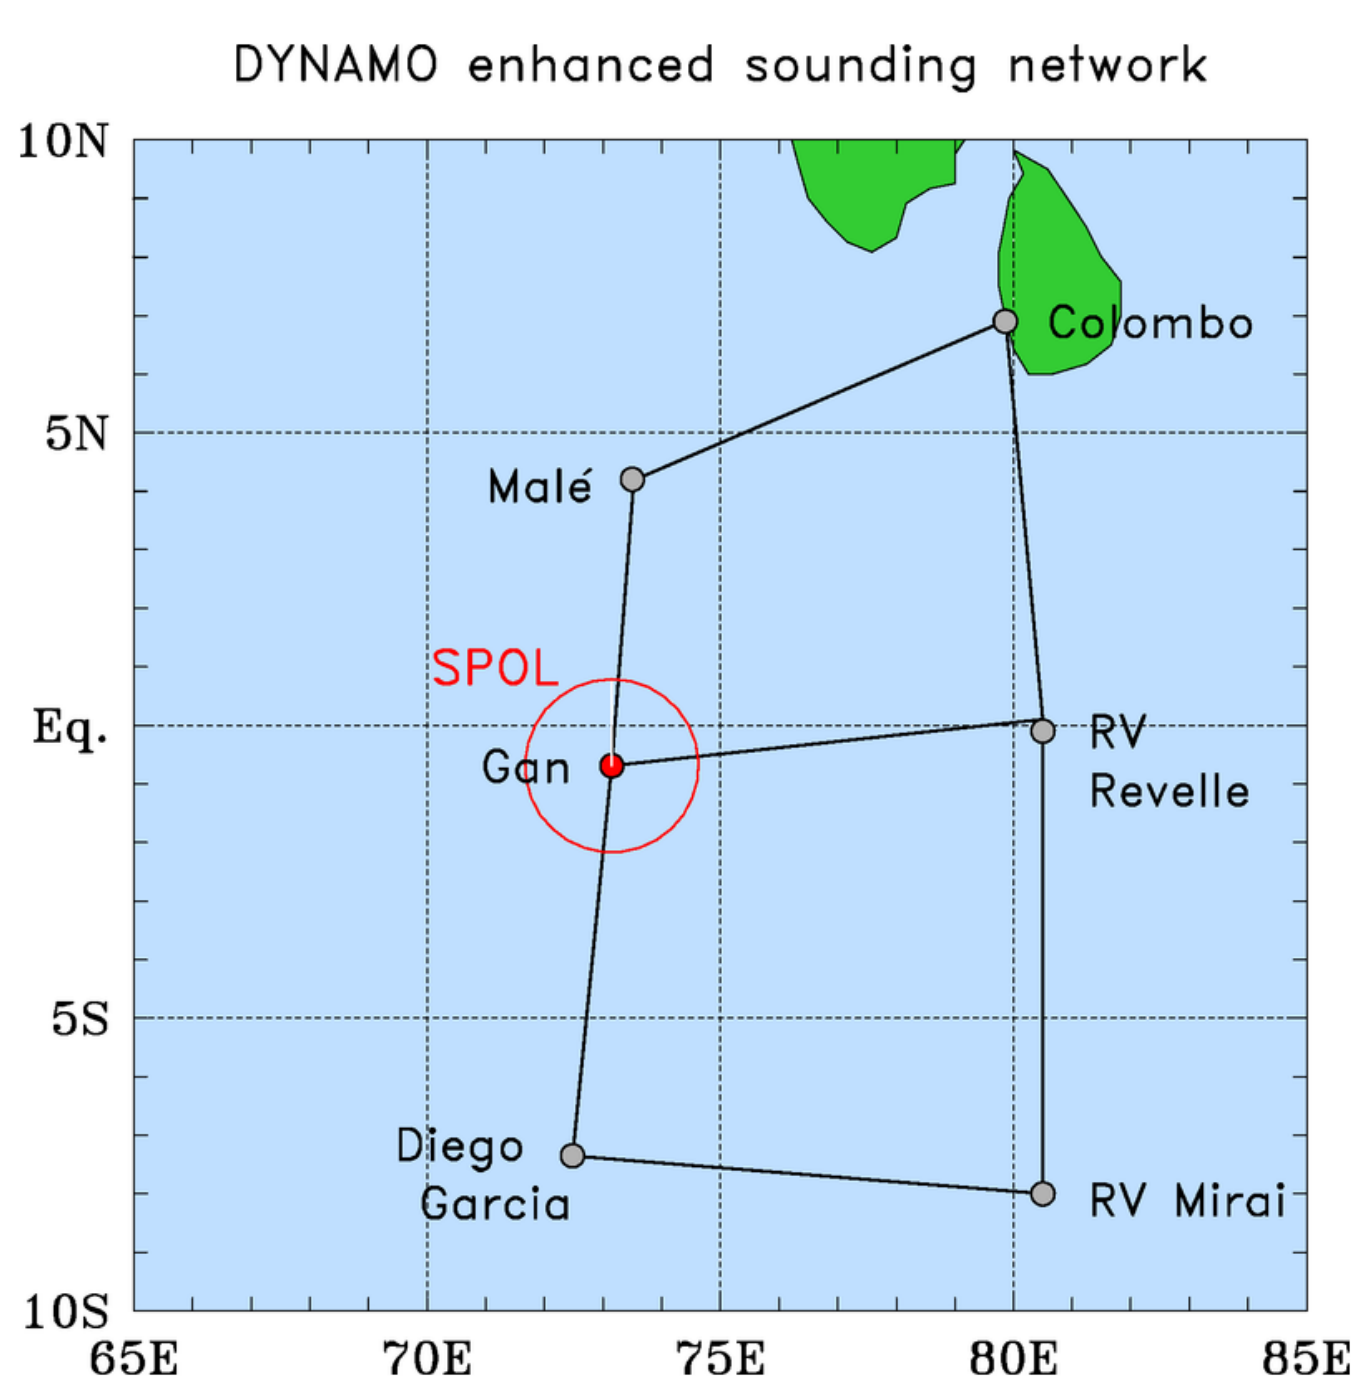 DYNAMO enhanced sounding network
10N
Colombo
5N
Malé
SPOL
Eq.
RV
Gan
Revelle
5S
Diego
Garcia
RV Mirai
10S
65E 70E 75E 80E 85E